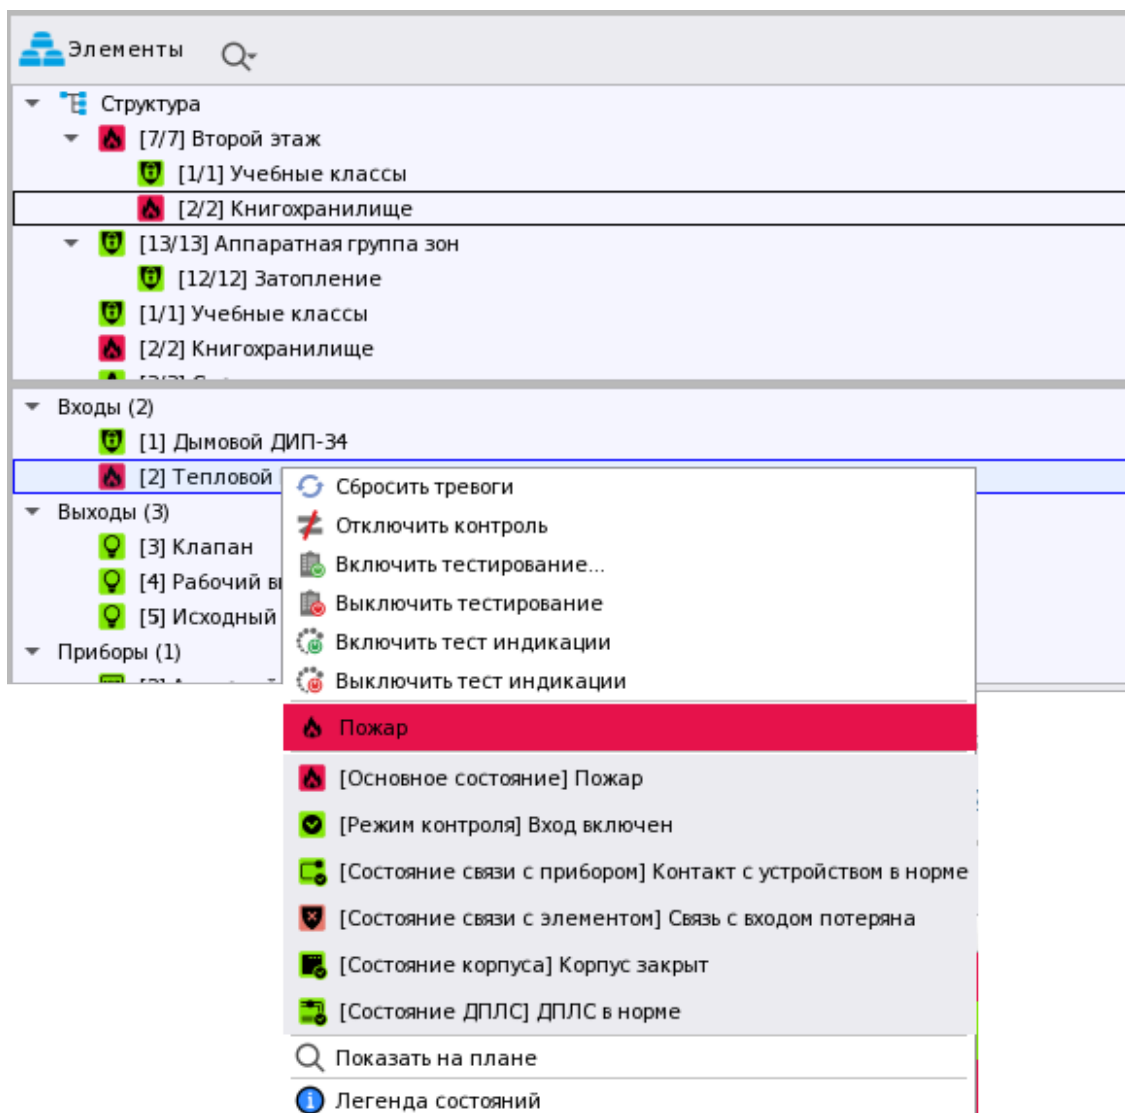 Элементы
Структура
[7/7] Второй этаж
[1/1] Учебные классы
[2/2] Книгохранилище
[13/13] Аппаратная группа зон
[12/12] Затопление
[1/1] Учебные классы
[2/2] Книгохранилище
Входы (2)
[1] Дымовой ДИП-34
[2] Тепловой
Сбросить тревоги
Выходы (3)
Отключить контроль
[3] Клапан
Включить тестирование...
[4] Рабочий
Выключить тестирование
[5] Исходный
Включить тест индикации
Приборы (1)
Выключить тест индикации
Пожар
[Основное состояние] Пожар
[Режим контроля] Вход включен
[Состояние связи с прибором] Контакт с устройством в норме
[Состояние связи с элементом] Связь с входом потеряна
[Состояние корпуса] Корпус закрыт
[Состояние ДПЛС] ДПЛС в норме
Показать на плане
Легенда состояний